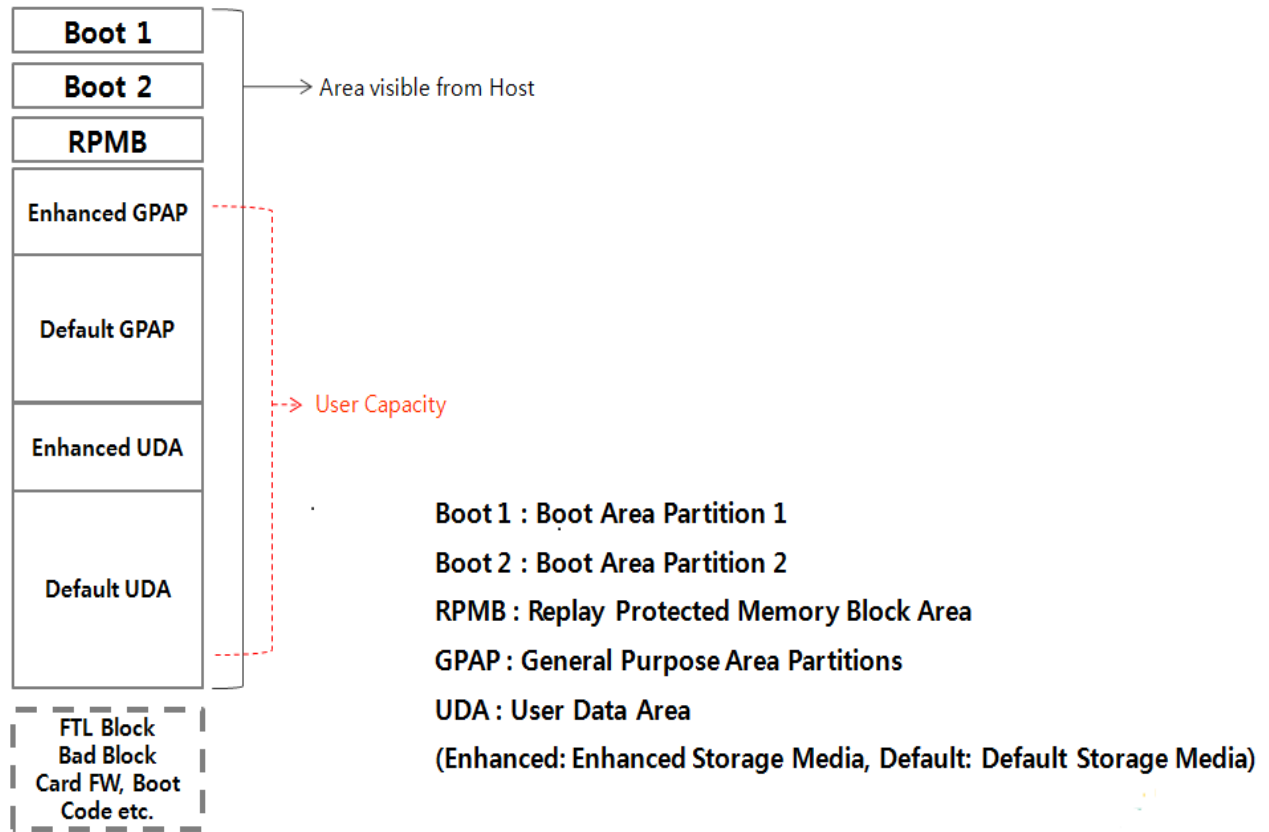 Boot 1
Boot 2
RPMB
Enhanced GPAP
Default GPAP
Enhanced UDA
Default UDA
FTL Block
Bad Block
Card FW, Boot
Code etc.
Area visible from Host
User Capacity
Boot 1 : Boot Area Partition 1
Boot 2 : Boot Area Partition 2
RPMB : Replay Protected Memory Block Area
GPAP : General Purpose Area Partitions
UDA : User Data Area
(Enhanced: Enhanced Storage Media, Default: Default Storage Media)